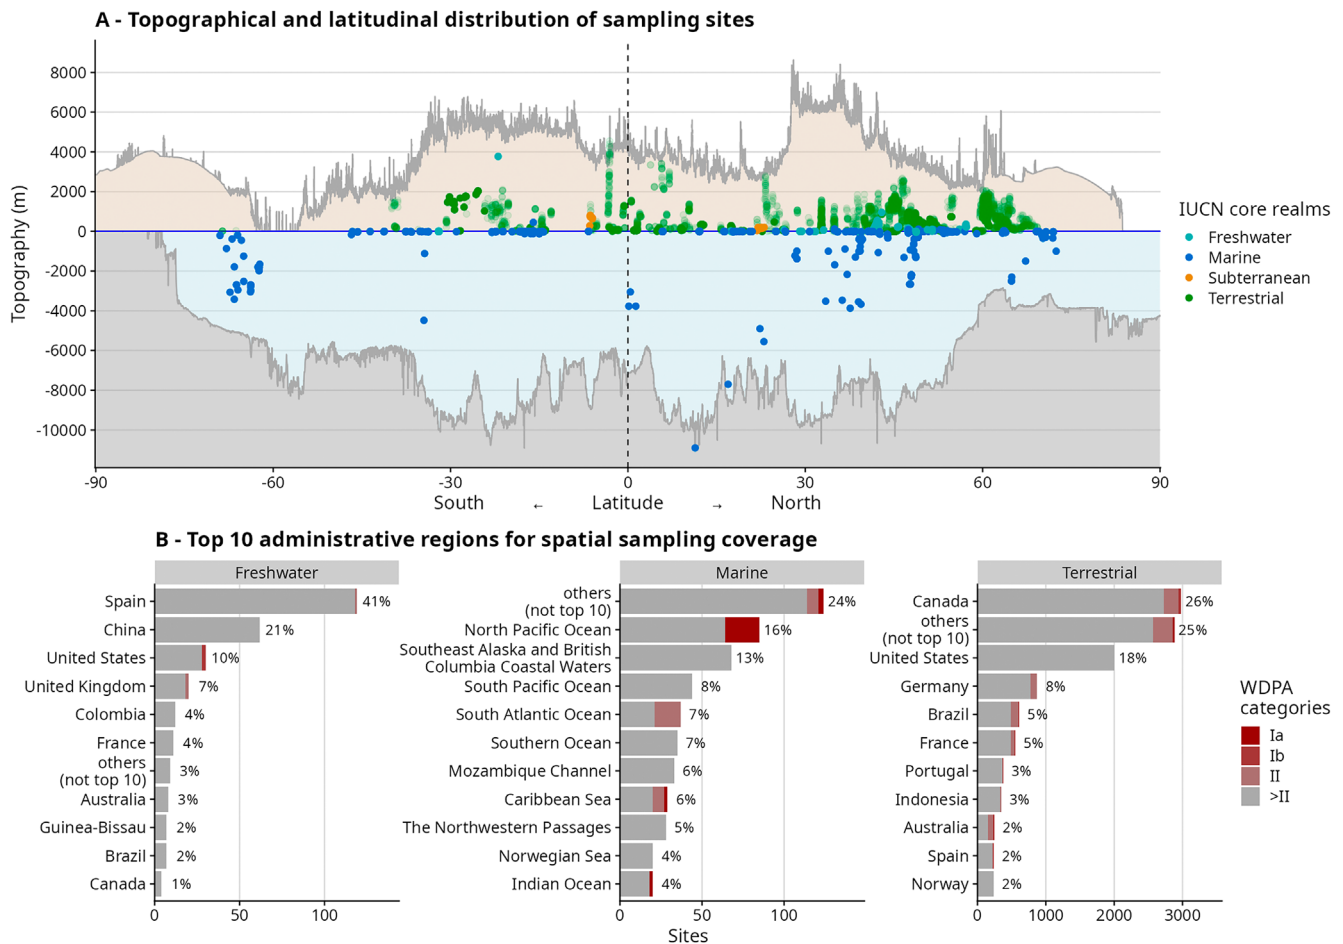 A - Topographical and latitudinal distribution of sampling sites
Topography (m)
8000
6000
4000
2000
0
-2000
-4000
-6000
-8000
-10000
-90
-60
-30
0
30
60
90
South ← Latitude → North
IUCN core realms
Freshwater
Marine
Subterranean
Terrestrial
B - Top 10 administrative regions for spatial sampling coverage
Freshwater
Spain 41%
China 21%
United States 10%
United Kingdom 7%
Colombia 4%
France 4%
others
(not top 10) 3%
Australia 3%
Guinea-Bissau 2%
Brazil 2%
Canada 1%
0 50 100
Marine
others
(not top 10) 24%
North Pacific Ocean 16%
Southeast Alaska and British
Columbia Coastal Waters 13%
South Pacific Ocean 8%
South Atlantic Ocean 7%
Southern Ocean 7%
Mozambique Channel 6%
Caribbean Sea 6%
The Northwestern Passages 5%
Norwegian Sea 4%
Indian Ocean 4%
0 50 100
Sites
Terrestrial
Canada 26%
others
(not top 10) 25%
United States 18%
Germany 8%
Brazil 5%
France 5%
Portugal 3%
Indonesia 3%
Australia 2%
Spain 2%
Norway 2%
0 1000 2000 3000
WDPA
categories
Ia
Ib
II
>II